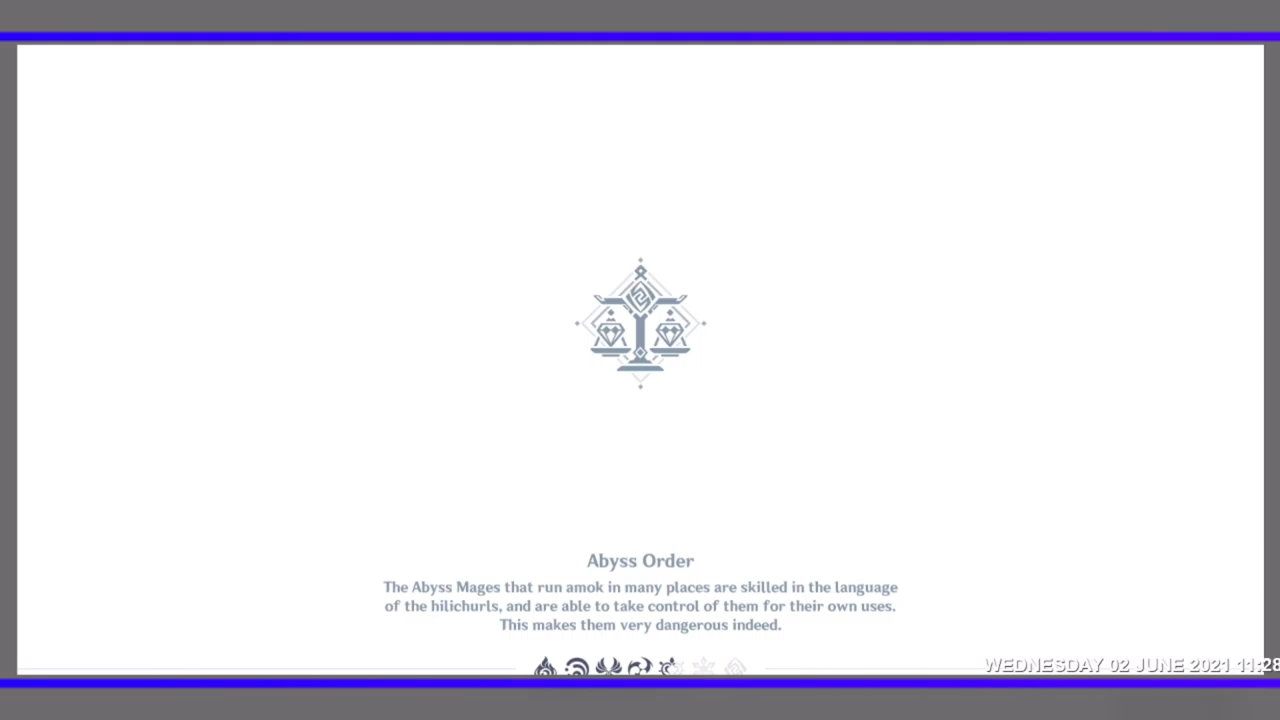 Abyss Order
The Abyss Mages that run amok in many places are skilled in the language
of the hilichurls, and are able to take control of them for their own uses.
This makes them very dangerous indeed.
WEDNESDAY 02 JUNE 2021 11:28